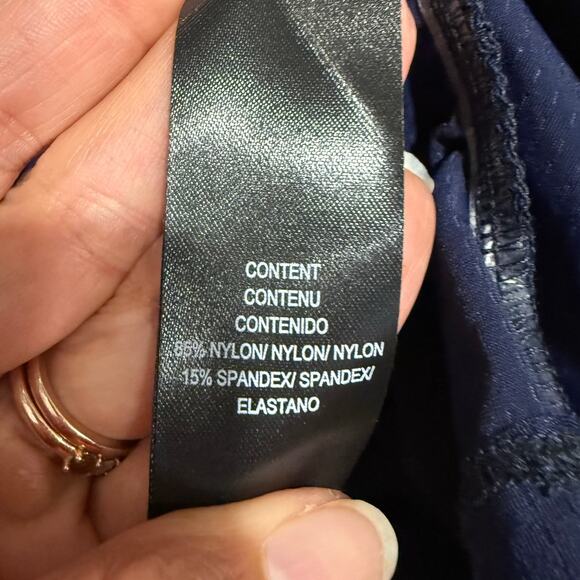 CONTENT
CONTENU
CONTENIDO
85% NYLON/ NYLON/ NYLON
15% SPANDEX/ SPANDEX/
ELASTANO